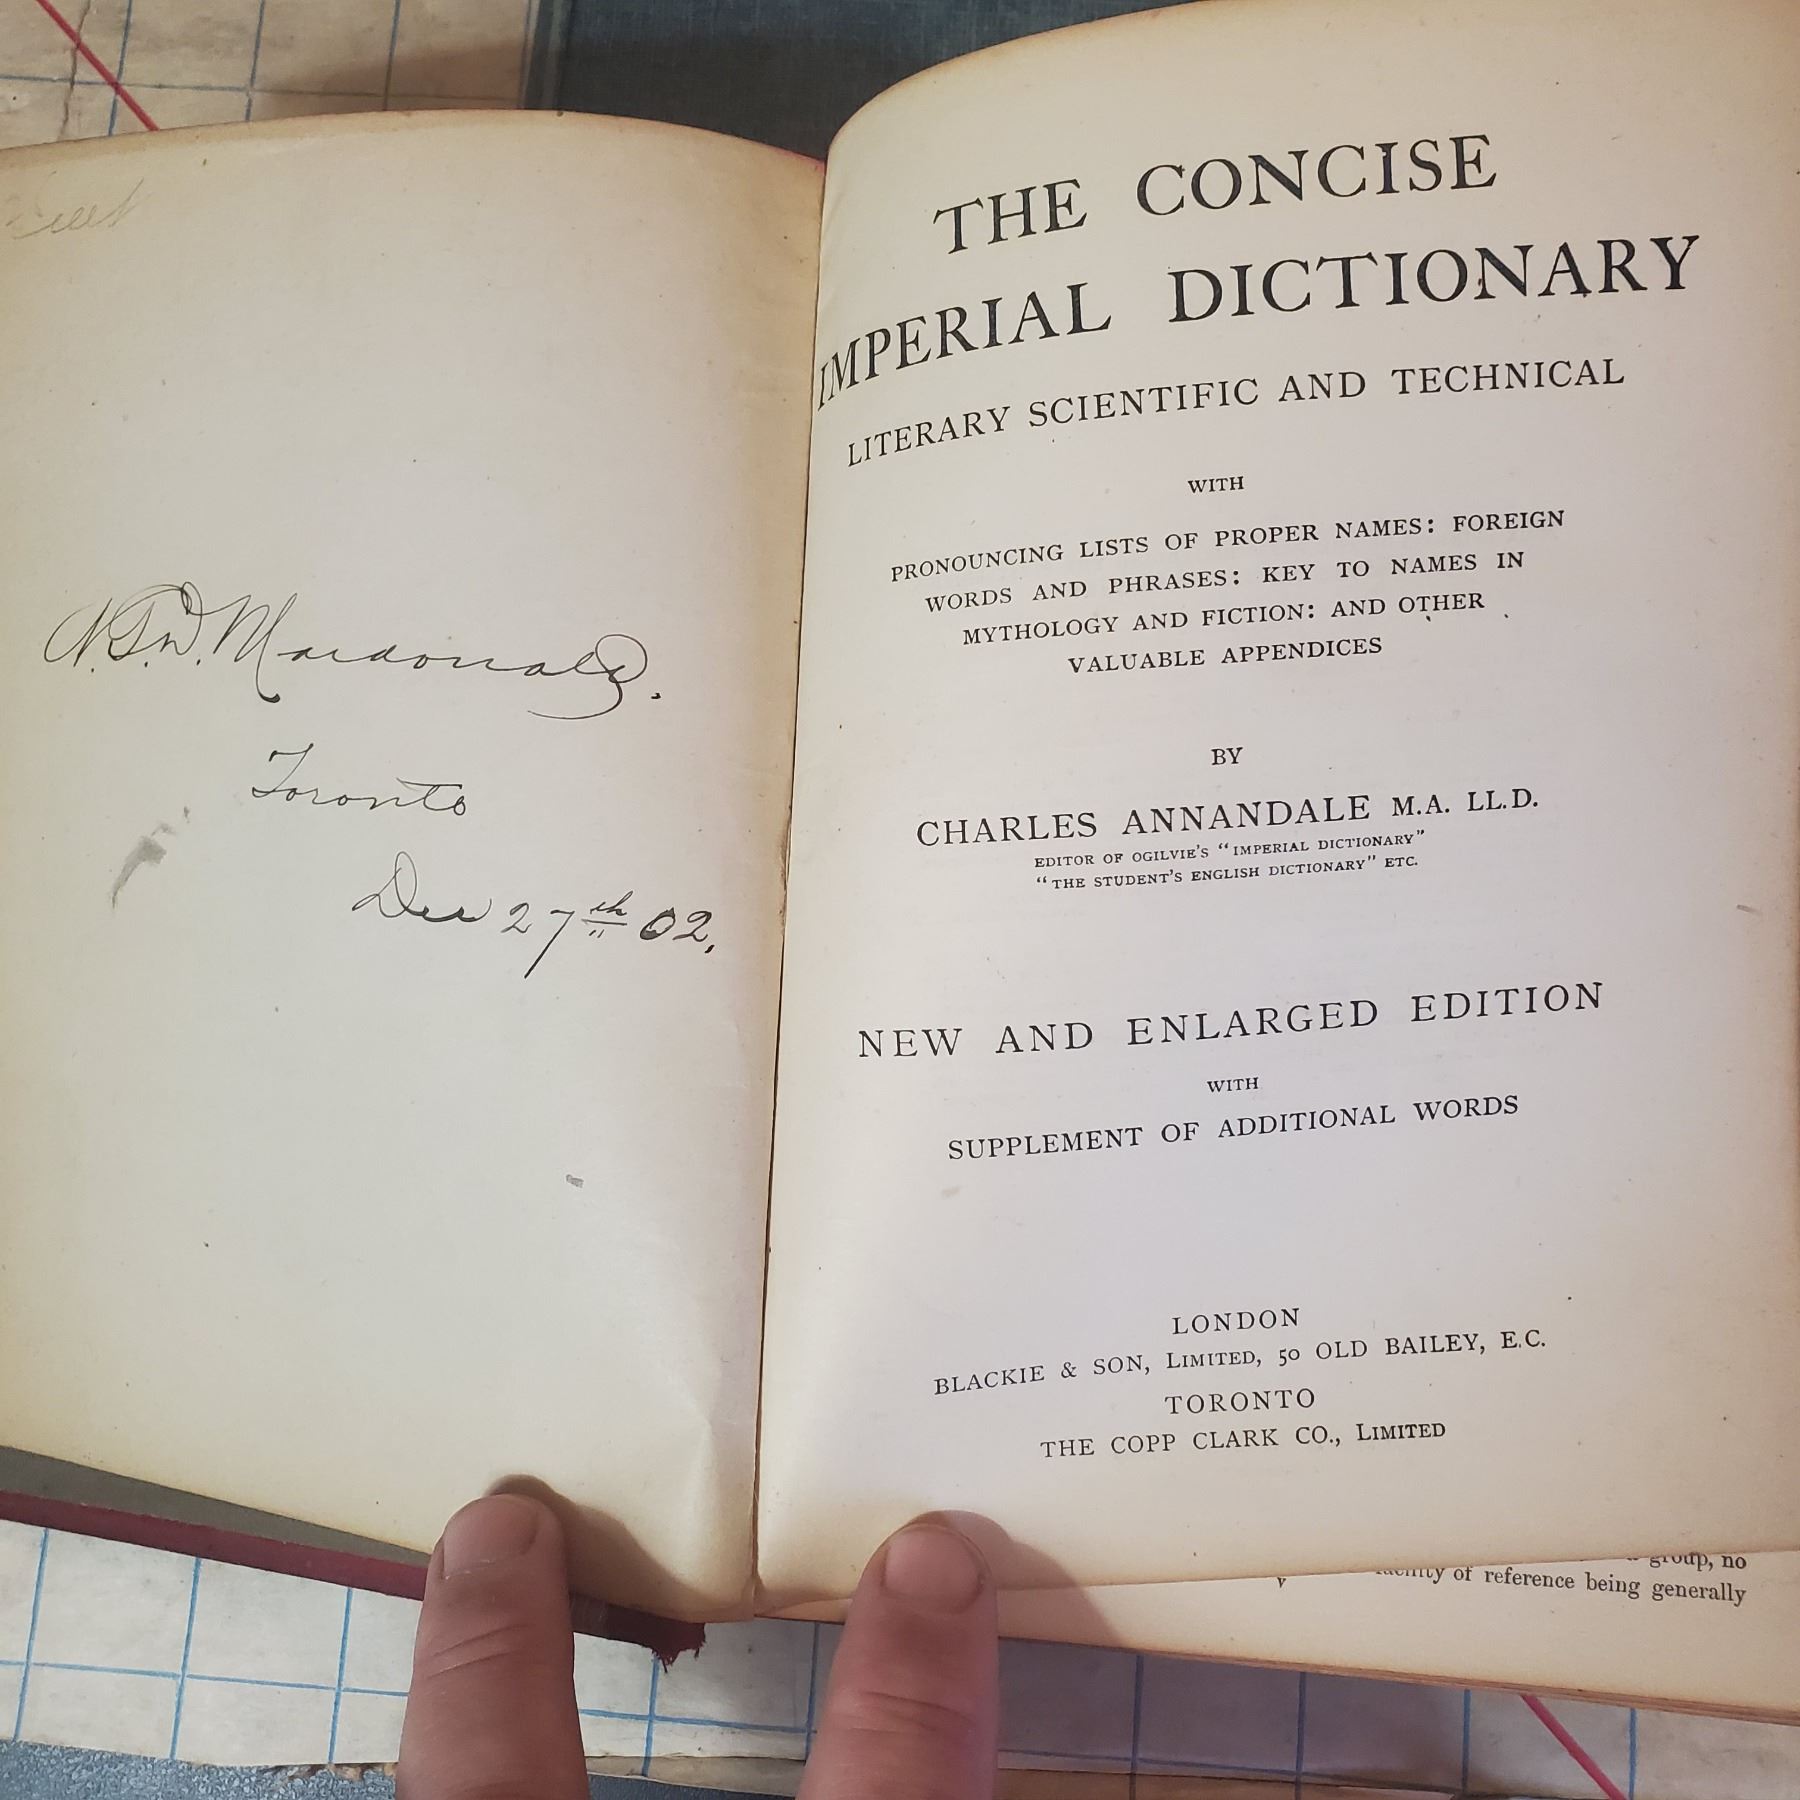 N.T.W. Macdonald.
Toronto
Dec 27th 02.
THE CONCISE
IMPERIAL DICTIONARY
LITERARY SCIENTIFIC AND TECHNICAL
WITH
PRONOUNCING LISTS OF PROPER NAMES: FOREIGN
WORDS AND PHRASES: KEY TO NAMES IN
MYTHOLOGY AND FICTION: AND OTHER
VALUABLE APPENDICES
BY
CHARLES ANNANDALE M.A. LL.D.
EDITOR OF OGILVIE'S "IMPERIAL DICTIONARY"
"THE STUDENT'S ENGLISH DICTIONARY" ETC.
NEW AND ENLARGED EDITION
WITH
SUPPLEMENT OF ADDITIONAL WORDS
LONDON
BLACKIE & SON, LIMITED, 50 OLD BAILEY, E.C.
TORONTO
THE COPP CLARK CO., LIMITED
group, no
of reference being generally
v